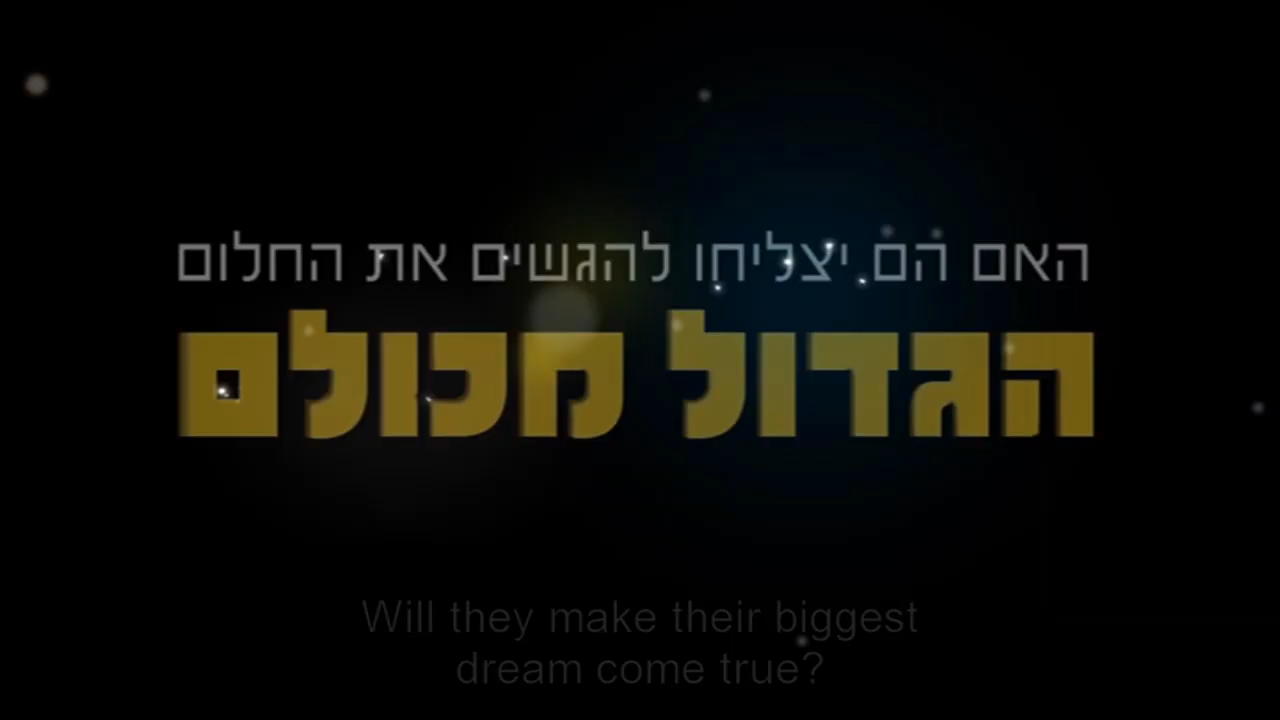 האם הם יצליחו להגשים את החלום
הגדול מכולם
Will they make their biggest
dream come true?